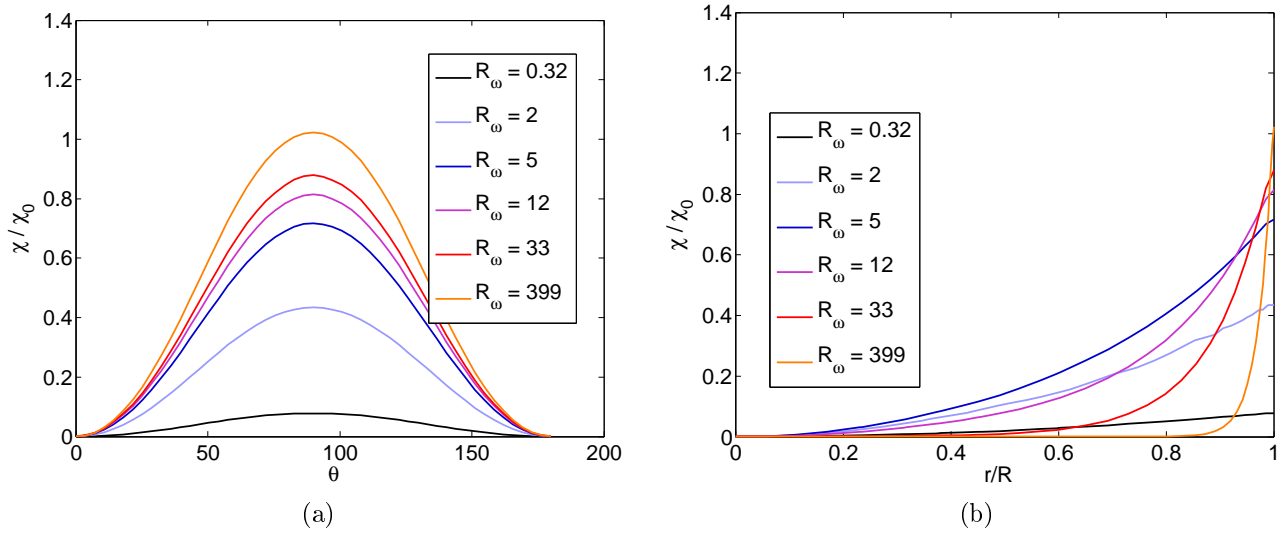 1.4
1.2
1
0.8
0.6
0.4
0.2
0
χ / χ₀
0 50 100 150 200
θ
R_ω = 0.32
R_ω = 2
R_ω = 5
R_ω = 12
R_ω = 33
R_ω = 399
(a)
1.4
1.2
1
0.8
0.6
0.4
0.2
0
χ / χ₀
0 0.2 0.4 0.6 0.8 1
r/R
R_ω = 0.32
R_ω = 2
R_ω = 5
R_ω = 12
R_ω = 33
R_ω = 399
(b)